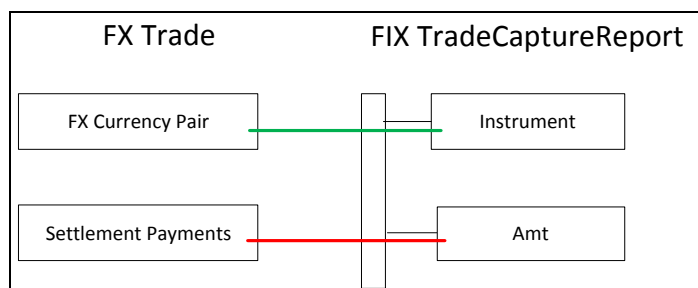 FX Trade
FIX TradeCaptureReport
FX Currency Pair
Instrument
Settlement Payments
Amt